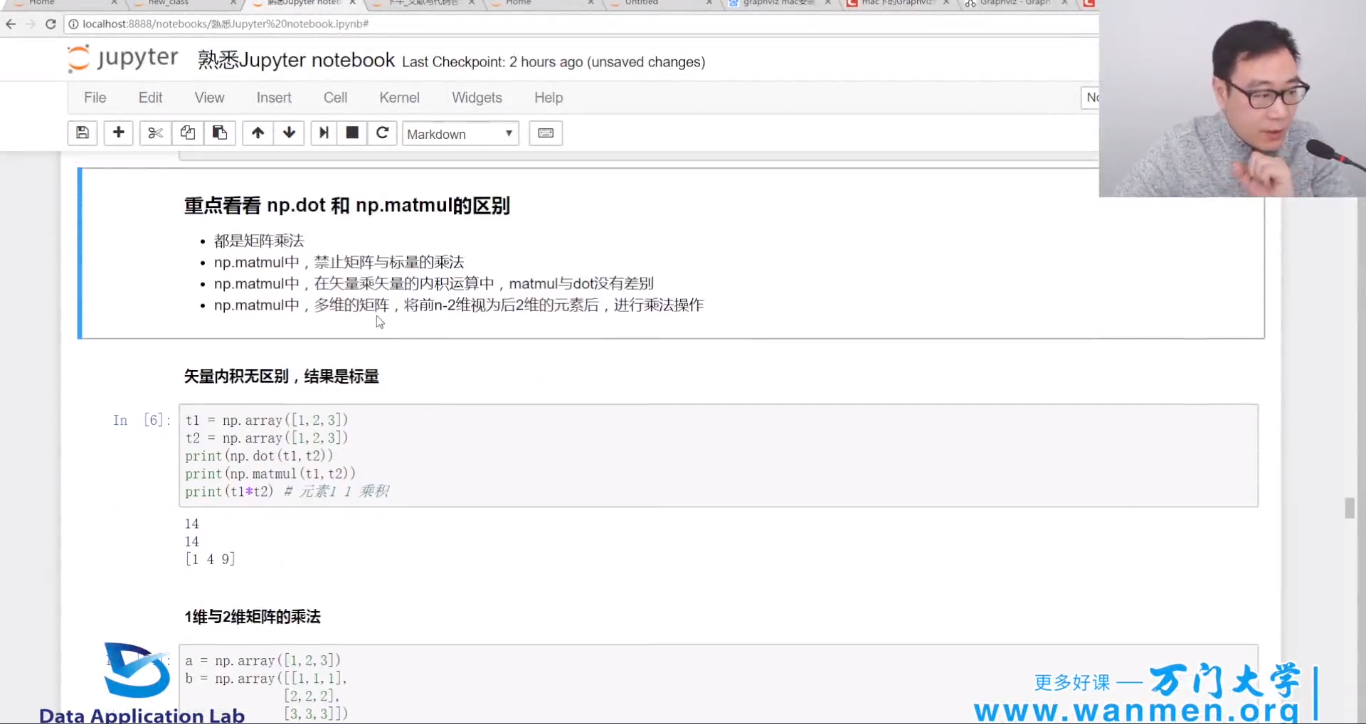 Home
new_class
熟悉Jupyter noteb
Home
Untitled
graphviz mac安装
mac下的Graphviz
Graphviz - Graph
localhost:8888/notebooks/熟悉Jupyter%20notebook.ipynb#
jupyter 熟悉Jupyter notebook Last Checkpoint: 2 hours ago (unsaved changes)
File Edit View Insert Cell Kernel Widgets Help
Markdown
重点看看 np.dot 和 np.matmul的区别
• 都是矩阵乘法
• np.matmul中，禁止矩阵与标量的乘法
• np.matmul中，在矢量乘矢量的内积运算中，matmul与dot没有差别
• np.matmul中，多维的矩阵，将前n-2维视为后2维的元素后，进行乘法操作
矢量内积无区别，结果是标量
In [6]: t1 = np.array([1,2,3])
t2 = np.array([1,2,3])
print(np.dot(t1,t2))
print(np.matmul(t1,t2))
print(t1*t2) # 元素1 1 乘积
14
14
[1 4 9]
1维与2维矩阵的乘法
a = np.array([1,2,3])
b = np.array([[1,1,1],
[2,2,2],
[3,3,3]])
Data Application Lab
更多好课 — 万门大学
www.wanmen.org